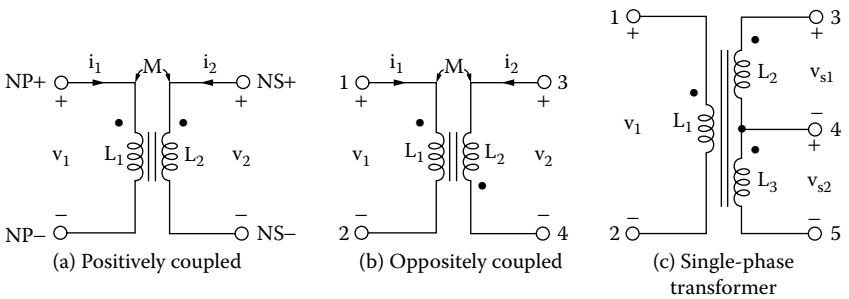 i₁ M i₂
NP+ NS+
+ +
v₁ L₁ L₂ v₂
− −
NP− NS−
(a) Positively coupled
i₁ M i₂
1 3
+ +
v₁ L₁ L₂ v₂
− −
2 4
(b) Oppositely coupled
1 3
+ +
L₂ vₛ₁
− 4
v₁ L₁ +
L₃ vₛ₂
− −
2 5
(c) Single-phase
transformer